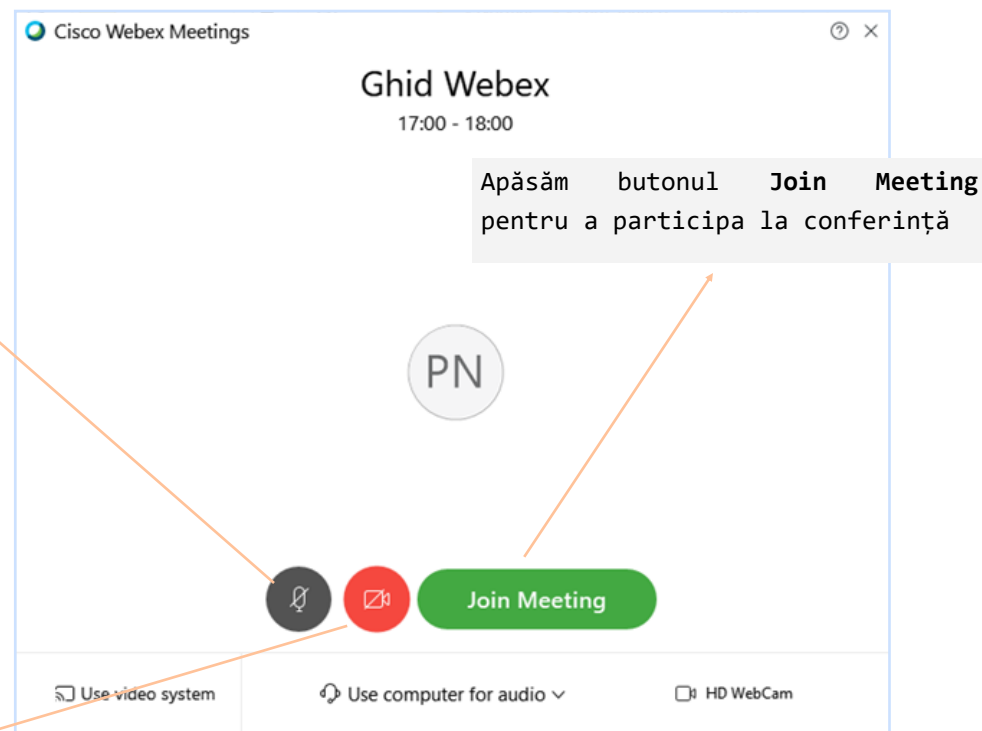 Cisco Webex Meetings
Ghid Webex
17:00 - 18:00
Apăsăm butonul Join Meeting
pentru a participa la conferință
PN
Join Meeting
Use video system
Use computer for audio
HD WebCam